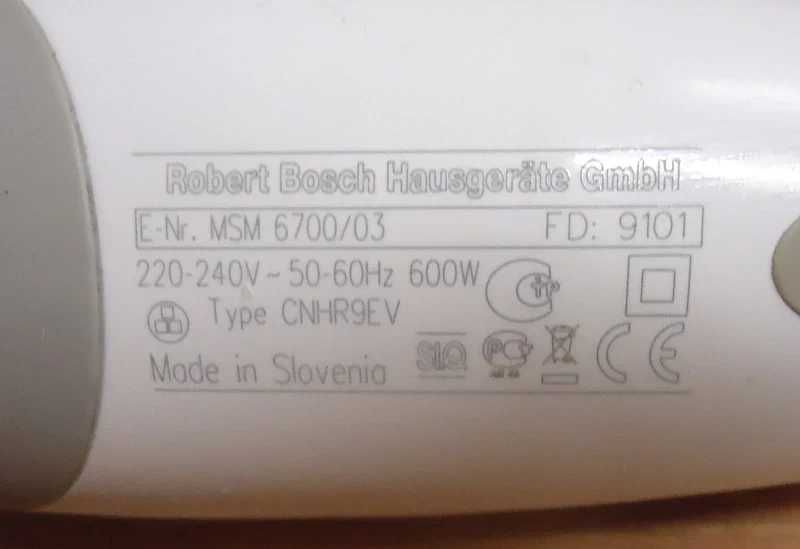 Robert Bosch Hausgeräte GmbH
E-Nr. MSM 6700/03 FD: 9101
220-240V ~ 50-60Hz 600W
Type CNHR9EV
Made in Slovenia SIQ CE